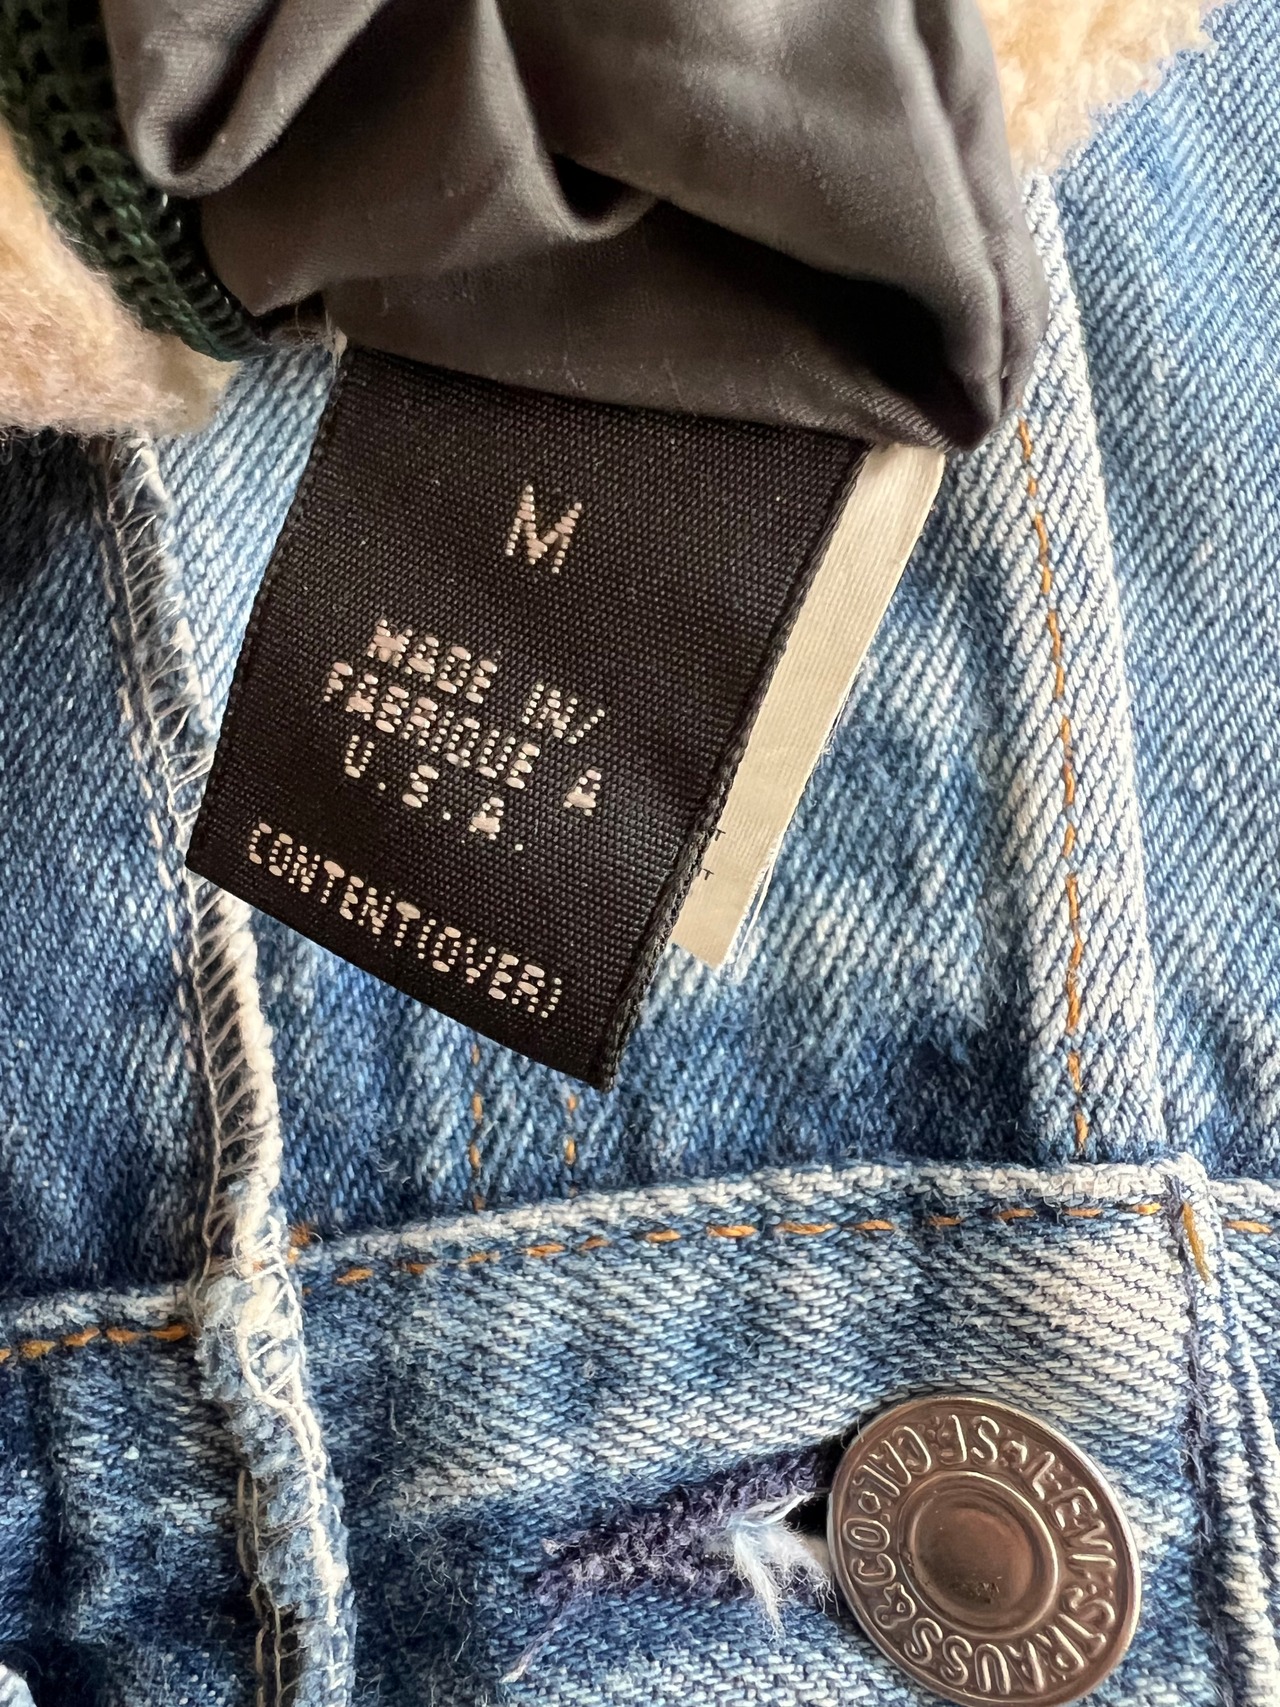 M
MADE IN/
FABRIQUE A
U.S.A.
CONTENT(OVER)
LEVI STRAUSS & CO. S.F. CAL.